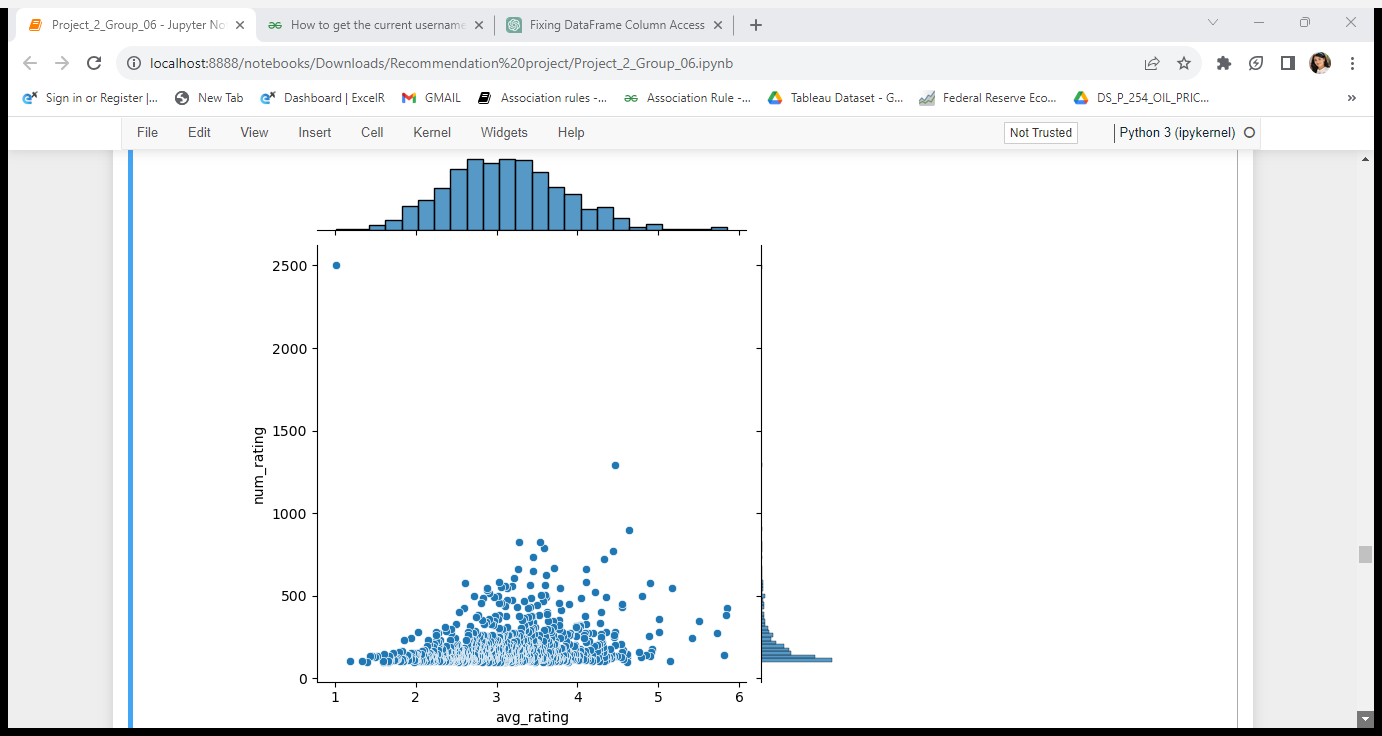 Project_2_Group_06 - Jupyter No
How to get the current username
Fixing DataFrame Column Access
localhost:8888/notebooks/Downloads/Recommendation%20project/Project_2_Group_06.ipynb
Sign in or Register |...
New Tab
Dashboard | ExcelR
GMAIL
Association rules -...
Association Rule -...
Tableau Dataset - G...
Federal Reserve Eco...
DS_P_254_OIL_PRIC...
»
File Edit View Insert Cell Kernel Widgets Help
Not Trusted
Python 3 (ipykernel)
2500
2000
1500
1000
500
0
num_rating
1 2 3 4 5 6
avg_rating